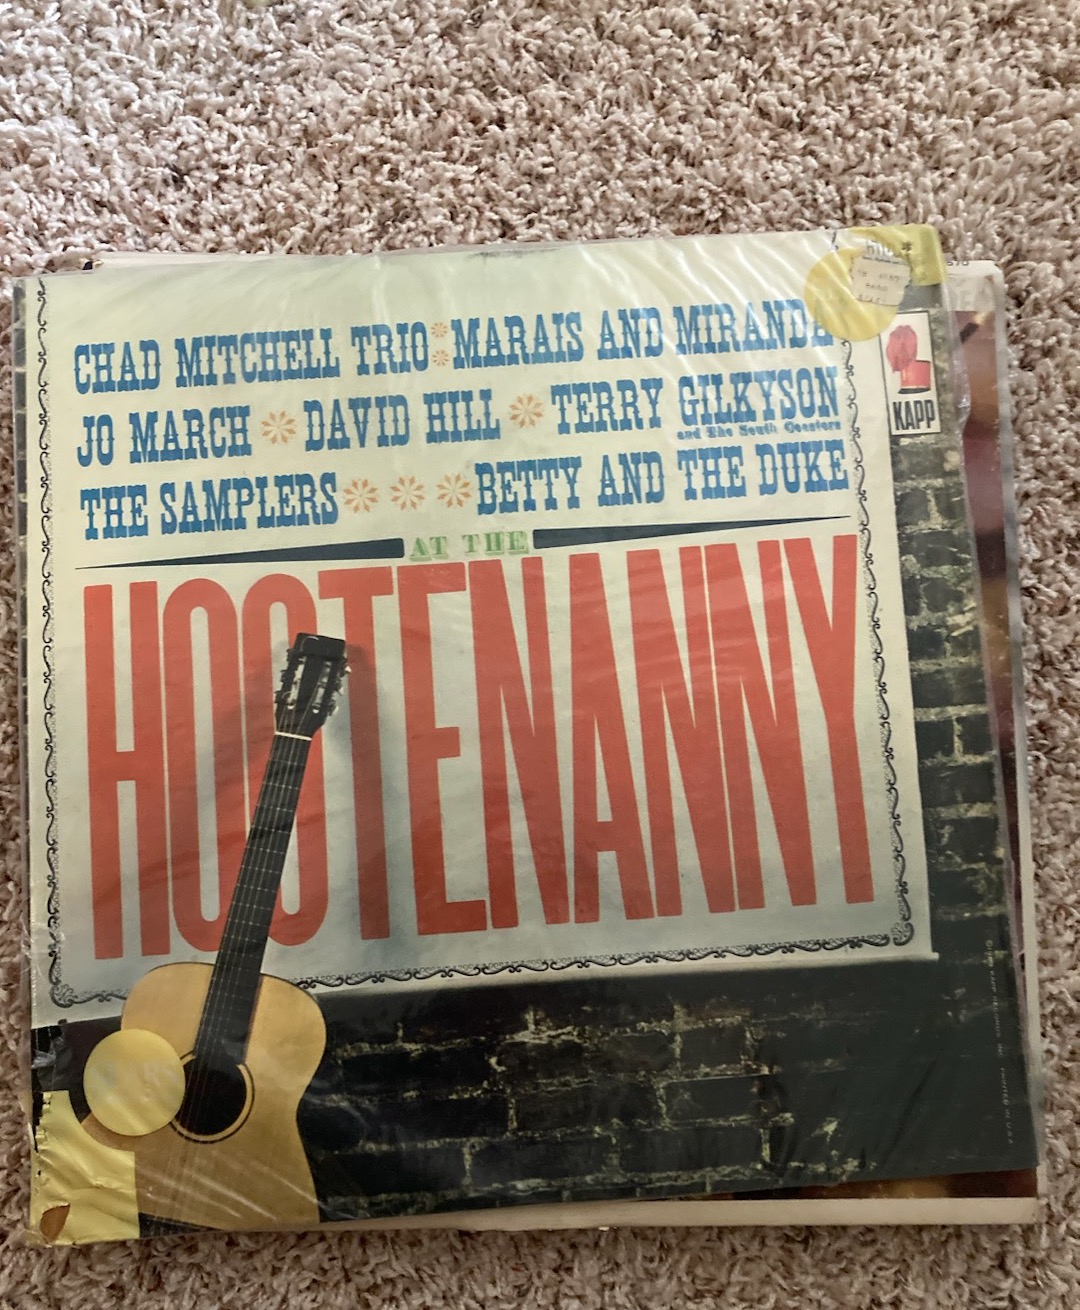 CHAD MITCHELL TRIO * MARAIS AND MIRANDA
JO MARCH * DAVID HILL * TERRY GILKYSON
and The South Coasters
THE SAMPLERS * * * BETTY AND THE DUKE
AT THE
HOOTENANNY
KAPP